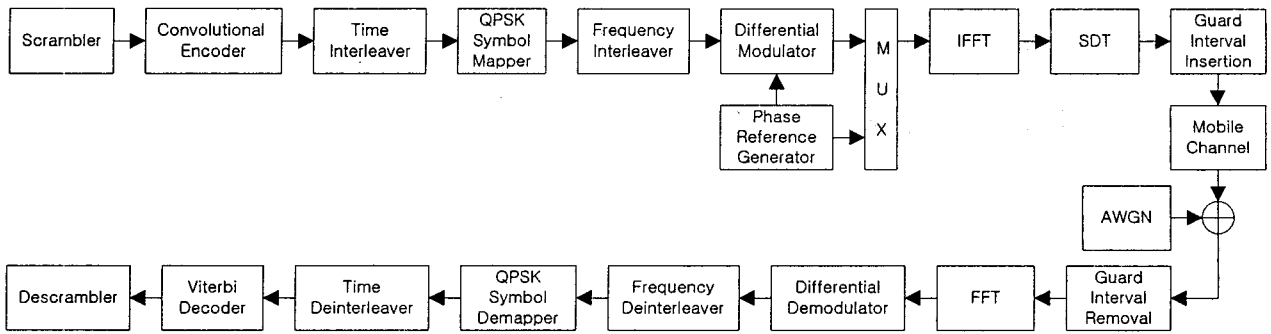 Scrambler
Convolutional
Encoder
Time
Interleaver
QPSK
Symbol
Mapper
Frequency
Interleaver
Differential
Modulator
M
U
X
IFFT
SDT
Guard
Interval
Insertion
Phase
Reference
Generator
Mobile
Channel
AWGN
Descrambler
Viterbi
Decoder
Time
Deinterleaver
QPSK
Symbol
Demapper
Frequency
Deinterleaver
Differential
Demodulator
FFT
Guard
Interval
Removal